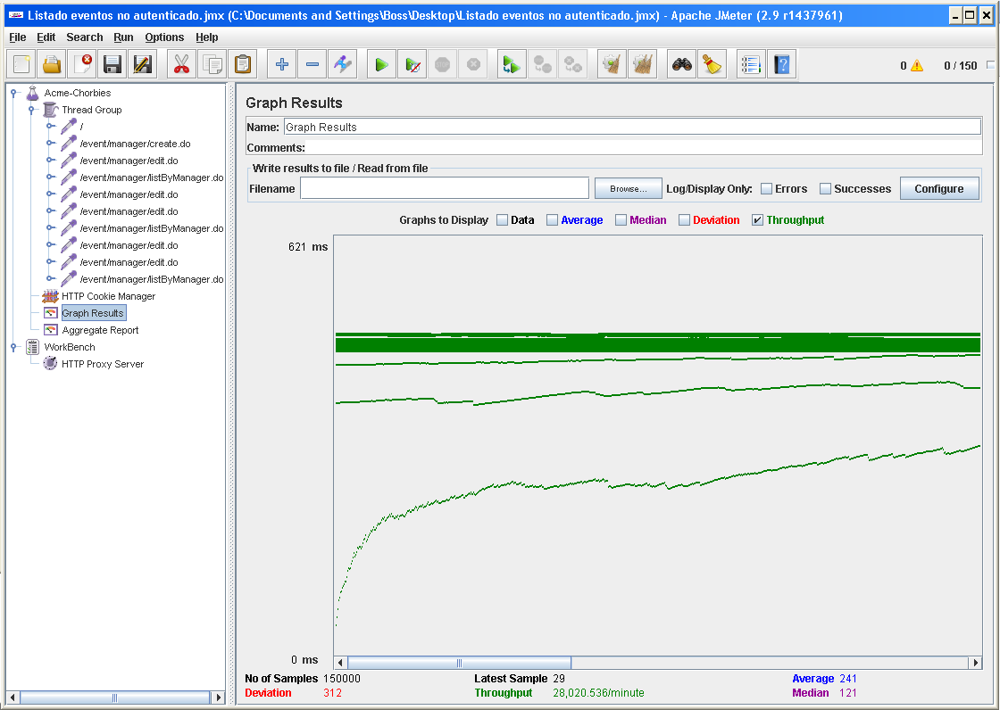 Listado eventos no autenticado.jmx (C:\Documents and Settings\Boss\Desktop\Listado eventos no autenticado.jmx) - Apache JMeter (2.9 r1437961)
File Edit Search Run Options Help
0 0 / 150
Acme-Chorbies
Thread Group
/
/event/manager/create.do
/event/manager/edit.do
/event/manager/listByManager.do
/event/manager/edit.do
/event/manager/edit.do
/event/manager/listByManager.do
/event/manager/edit.do
/event/manager/edit.do
/event/manager/listByManager.do
HTTP Cookie Manager
Graph Results
Aggregate Report
WorkBench
HTTP Proxy Server
Graph Results
Name: Graph Results
Comments:
Write results to file / Read from file
Filename Browse... Log/Display Only: Errors Successes Configure
Graphs to Display Data Average Median Deviation Throughput
621 ms
0 ms
No of Samples 150000 Latest Sample 29 Average 241
Deviation 312 Throughput 28,020.536/minute Median 121